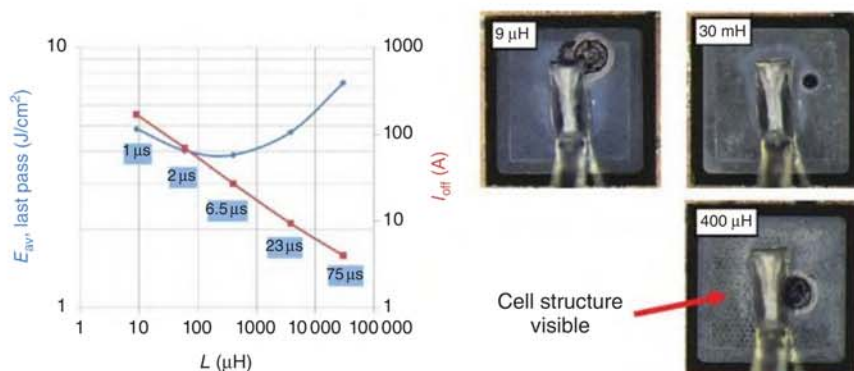 10
1
E_av, last pass (J/cm²)
1000
100
10
1
I_off (A)
1 µs
2 µs
6.5 µs
23 µs
75 µs
1 10 100 1000 10 000 100 000
L (µH)
9 µH
30 mH
400 µH
Cell structure
visible